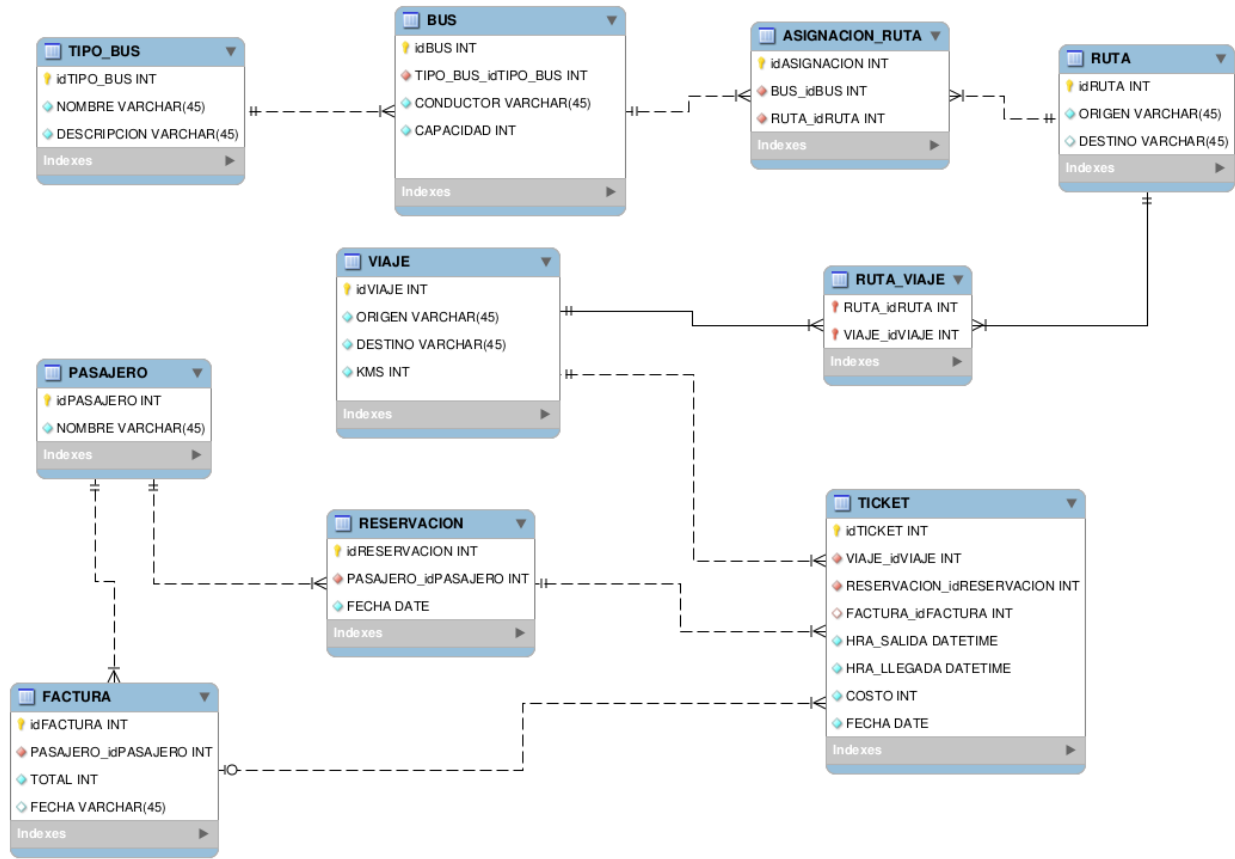 TIPO_BUS
idTIPO_BUS INT
NOMBRE VARCHAR(45)
DESCRIPCION VARCHAR(45)
Indexes
BUS
idBUS INT
TIPO_BUS_idTIPO_BUS INT
CONDUCTOR VARCHAR(45)
CAPACIDAD INT
Indexes
ASIGNACION_RUTA
idASIGNACION INT
BUS_idBUS INT
RUTA_idRUTA INT
Indexes
RUTA
idRUTA INT
ORIGEN VARCHAR(45)
DESTINO VARCHAR(45)
Indexes
VIAJE
idVIAJE INT
ORIGEN VARCHAR(45)
DESTINO VARCHAR(45)
KMS INT
Indexes
RUTA_VIAJE
RUTA_idRUTA INT
VIAJE_idVIAJE INT
Indexes
PASAJERO
idPASAJERO INT
NOMBRE VARCHAR(45)
Indexes
RESERVACION
idRESERVACION INT
PASAJERO_idPASAJERO INT
FECHA DATE
Indexes
TICKET
idTICKET INT
VIAJE_idVIAJE INT
RESERVACION_idRESERVACION INT
FACTURA_idFACTURA INT
HRA_SALIDA DATETIME
HRA_LLEGADA DATETIME
COSTO INT
FECHA DATE
Indexes
FACTURA
idFACTURA INT
PASAJERO_idPASAJERO INT
TOTAL INT
FECHA VARCHAR(45)
Indexes